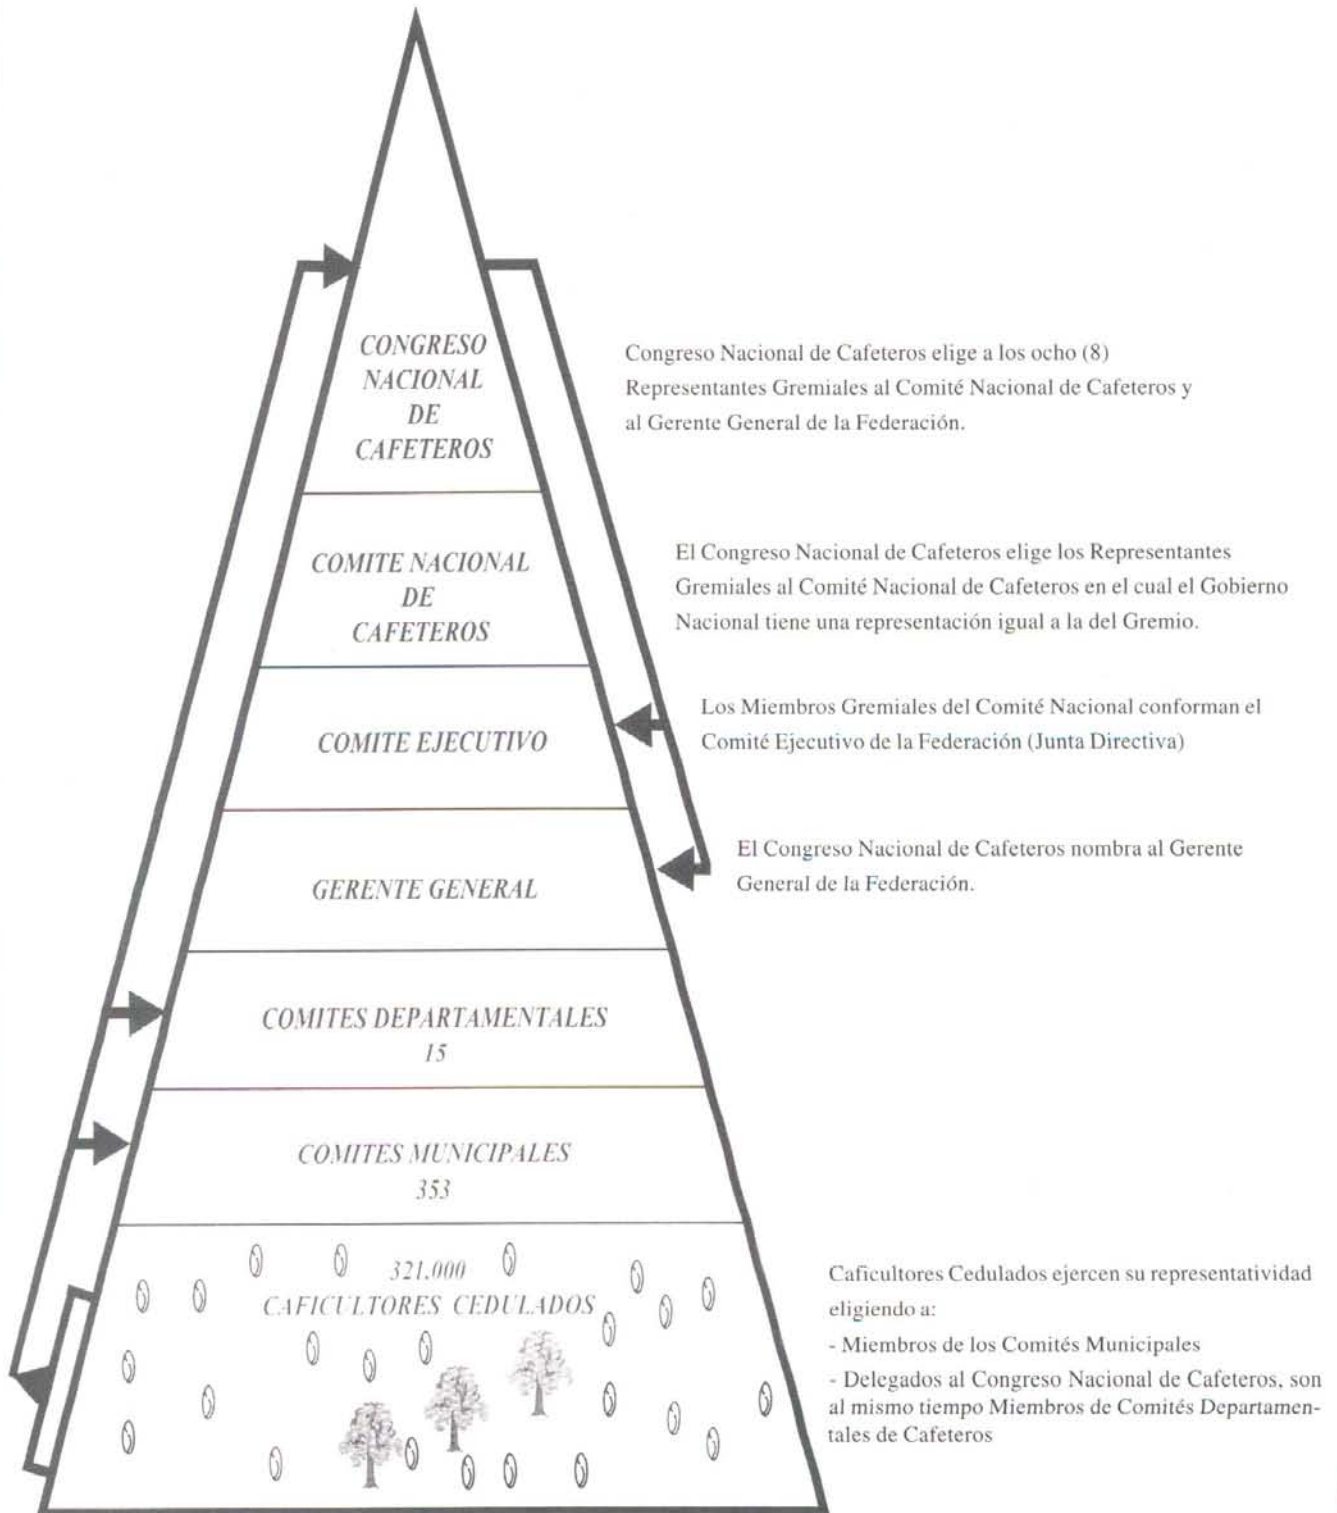 CONGRESO
NACIONAL
DE
CAFETEROS
Congreso Nacional de Cafeteros elige a los ocho (8)
Representantes Gremiales al Comité Nacional de Cafeteros y
al Gerente General de la Federación.
COMITE NACIONAL
DE
CAFETEROS
El Congreso Nacional de Cafeteros elige los Representantes
Gremiales al Comité Nacional de Cafeteros en el cual el Gobierno
Nacional tiene una representación igual a la del Gremio.
COMITE EJECUTIVO
Los Miembros Gremiales del Comité Nacional conforman el
Comité Ejecutivo de la Federación (Junta Directiva)
GERENTE GENERAL
El Congreso Nacional de Cafeteros nombra al Gerente
General de la Federación.
COMITES DEPARTAMENTALES
15
COMITES MUNICIPALES
353
321.000
CAFICULTORES CEDULADOS
Caficultores Cedulados ejercen su representatividad
eligiendo a:
- Miembros de los Comités Municipales
- Delegados al Congreso Nacional de Cafeteros, son
al mismo tiempo Miembros de Comités Departamen-
tales de Cafeteros